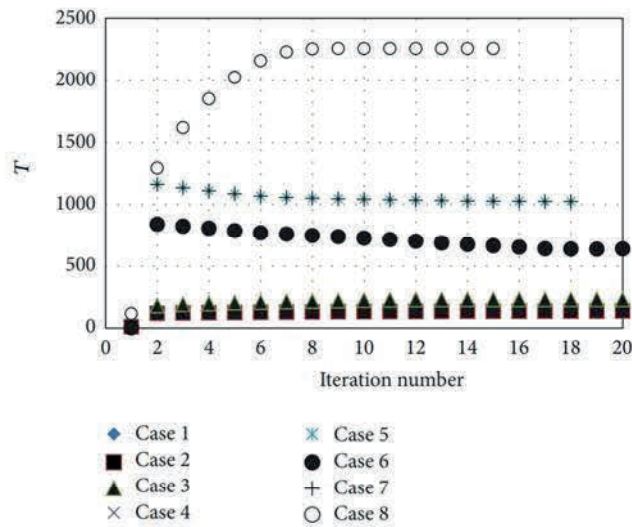 2500
2000
1500
T
1000
500
0
0 2 4 6 8 10 12 14 16 18 20
Iteration number
Case 1 Case 5
Case 2 Case 6
Case 3 Case 7
Case 4 Case 8